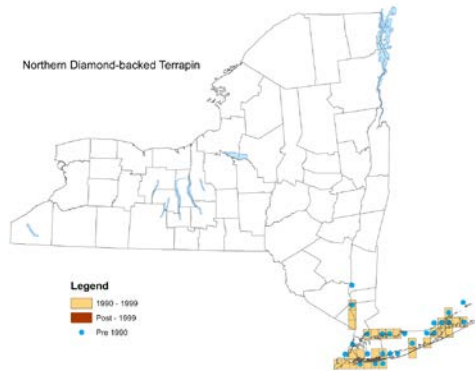 Northern Diamond-backed Terrapin
Legend
1990 - 1999
Post - 1999
Pre 1990